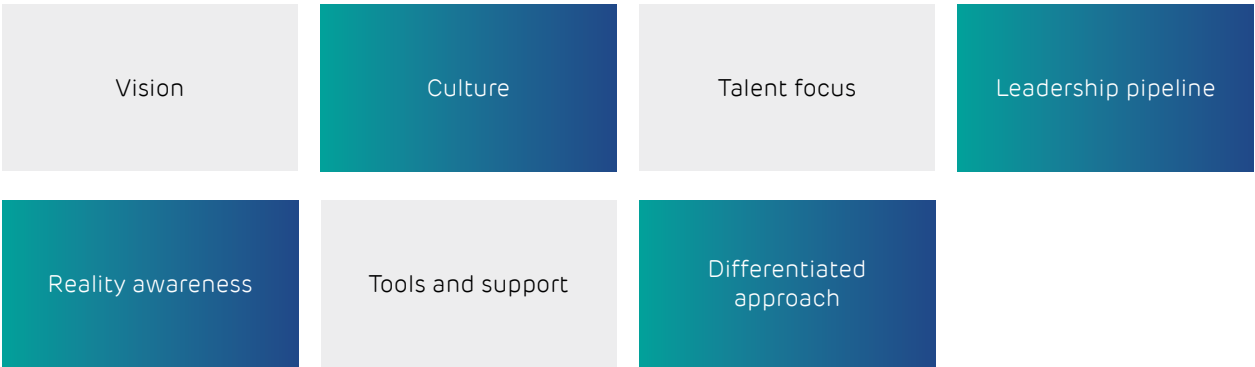 Vision
Culture
Talent focus
Leadership pipeline
Reality awareness
Tools and support
Differentiated
approach